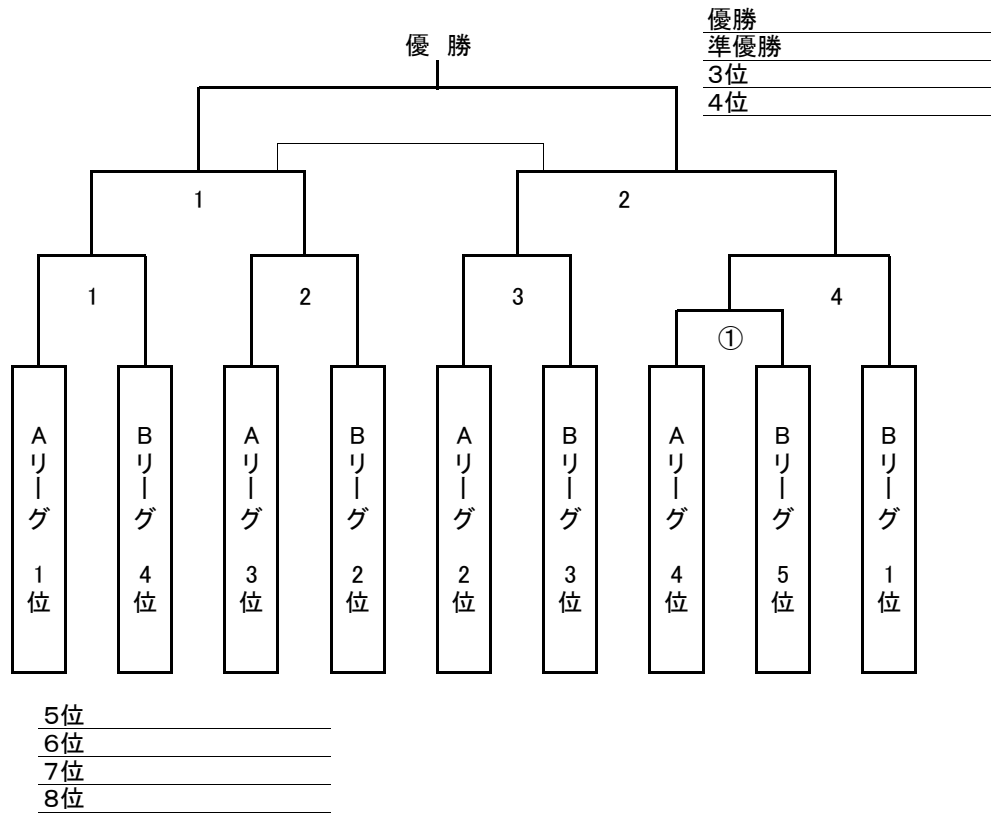 優勝
準優勝
3位
4位
優 勝
1
2
1
2
3
4
①
Aリーグ 1位
Bリーグ 4位
Aリーグ 3位
Bリーグ 2位
Aリーグ 2位
Bリーグ 3位
Aリーグ 4位
Bリーグ 5位
Bリーグ 1位
5位
6位
7位
8位